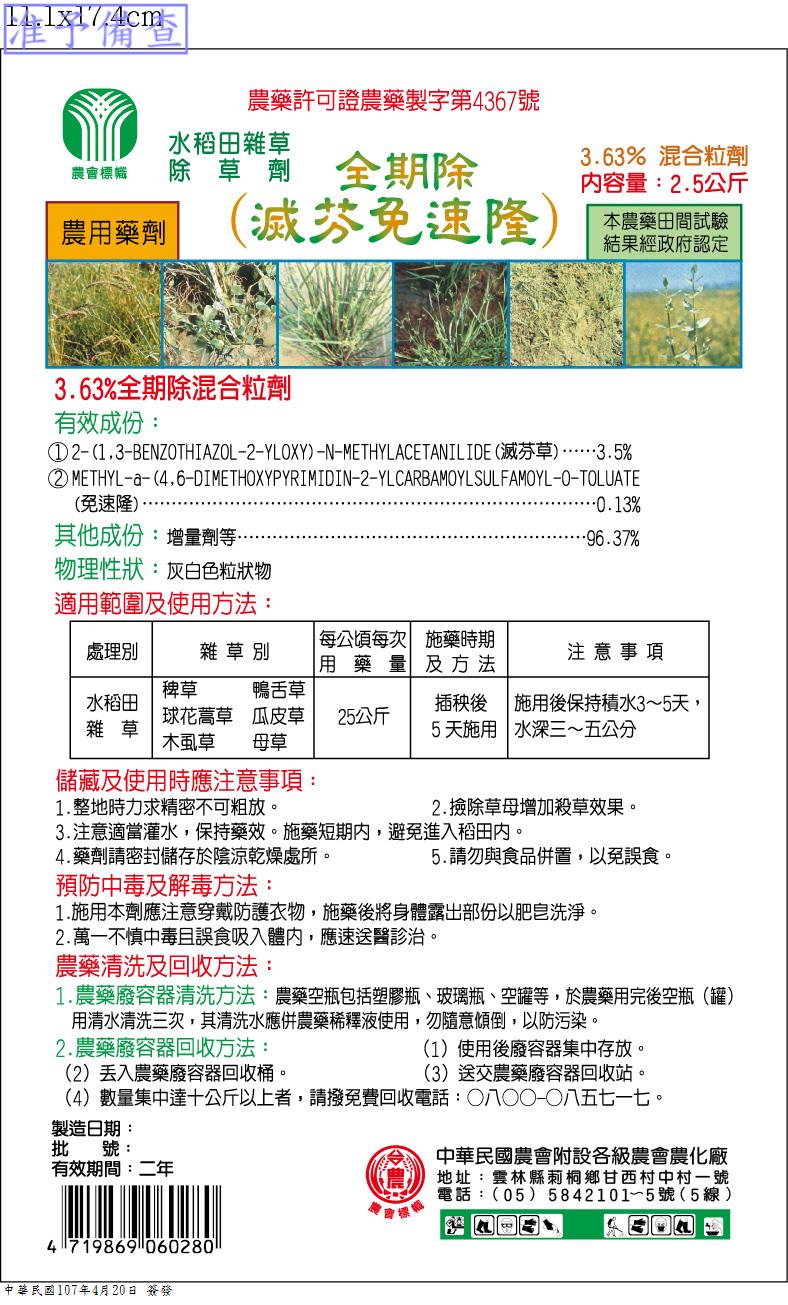 11.1x17.4cm
准予備查
農藥許可證農藥製字第4367號
農會標幟
水稻田雜草
除草劑
全期除
(滅芬免速隆)
3.63% 混合粒劑
內容量：2.5公斤
農用藥劑
本農藥田間試驗
結果經政府認定
3.63%全期除混合粒劑
有效成份：
①2-(1,3-BENZOTHIAZOL-2-YLOXY)-N-METHYLACETANILIDE(滅芬草)……3.5%
②METHYL-a-(4,6-DIMETHOXYPYRIMIDIN-2-YLCARBAMOYLSULFAMOYL-O-TOLUATE
(免速隆)……0.13%
其他成份：增量劑等……96.37%
物理性狀：灰白色粒狀物
適用範圍及使用方法：
處理別 雜草別 每公頃每次用藥量 施藥時期及方法 注意事項
水稻田雜草 稗草 鴨舌草 球花蒿草 瓜皮草 木虱草 母草 25公斤 插秧後5天施用 施用後保持積水3～5天，水深三～五公分
儲藏及使用時應注意事項：
1.整地時力求精密不可粗放。 2.撿除草母增加殺草效果。
3.注意適當灌水，保持藥效。施藥短期內，避免進入稻田內。
4.藥劑請密封儲存於陰涼乾燥處所。 5.請勿與食品併置，以免誤食。
預防中毒及解毒方法：
1.施用本劑應注意穿戴防護衣物，施藥後將身體露出部份以肥皂洗淨。
2.萬一不慎中毒且誤食吸入體內，應速送醫診治。
農藥清洗及回收方法：
1.農藥廢容器清洗方法：農藥空瓶包括塑膠瓶、玻璃瓶、空罐等，於農藥用完後空瓶（罐）
用清水清洗三次，其清洗水應併農藥稀釋液使用，勿隨意傾倒，以防污染。
2.農藥廢容器回收方法： （1）使用後廢容器集中存放。
（2）丟入農藥廢容器回收桶。 （3）送交農藥廢容器回收站。
（4）數量集中達十公斤以上者，請撥免費回收電話：○八○○-○八五七一七。
製造日期：
批號：
有效期間：二年
4 719869 060280
農
農會標幟
中華民國農會附設各級農會農化廠
地址：雲林縣莿桐鄉甘西村中村一號
電話：(05) 5842101～5號(5線)
中華民國107年4月20日 簽發